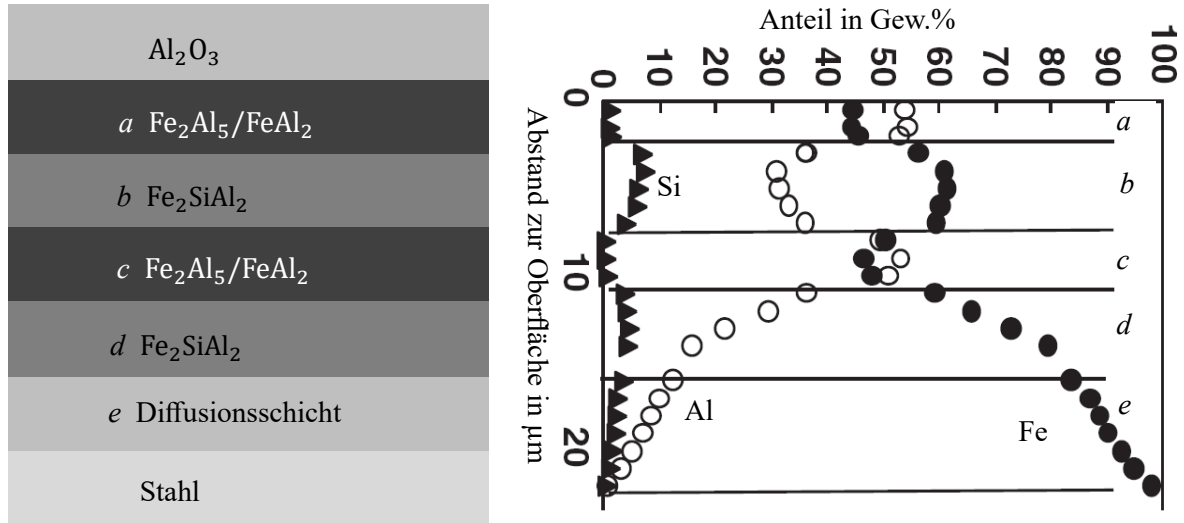 Al₂O₃
a Fe₂Al₅/FeAl₂
b Fe₂SiAl₂
c Fe₂Al₅/FeAl₂
d Fe₂SiAl₂
e Diffusionsschicht
Stahl
Anteil in Gew.%
0 10 20 30 40 50 60 70 80 90 100
Abstand zur Oberfläche in µm
0
10
20
a
Si
b
c
d
Al
Fe
e